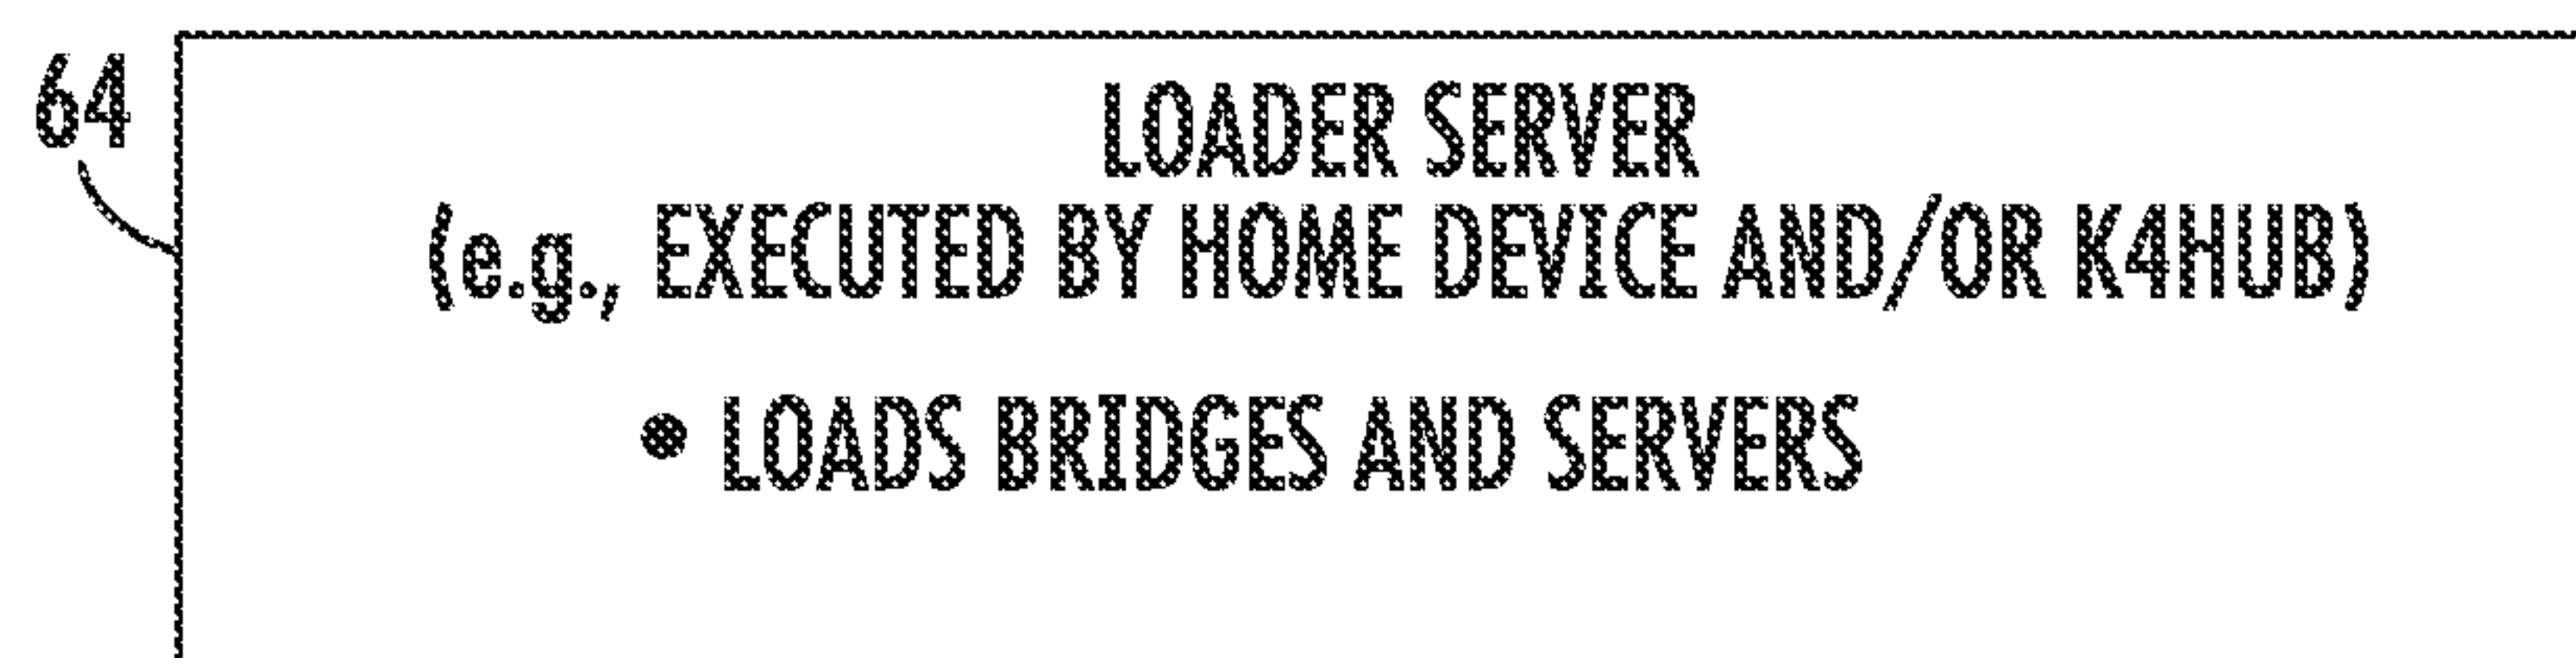 64
LOADER SERVER
(e.g., EXECUTED BY HOME DEVICE AND/OR K4HUB)
• LOADS BRIDGES AND SERVERS